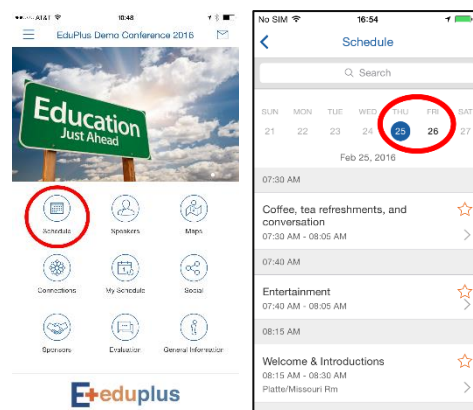 AT&T 10:48
EduPlus Demo Conference 2016
Education
Just Ahead
Schedule Speakers Maps
Connections My Schedule Social
Sponsors Evaluation General Information
E+eduplus
No SIM 16:54
Schedule
Search
SUN MON TUE WED THU FRI SAT
21 22 23 24 25 26 27
Feb 25, 2016
07:30 AM
Coffee, tea refreshments, and
conversation
07:30 AM - 08:05 AM
07:40 AM
Entertainment
07:40 AM - 08:05 AM
08:15 AM
Welcome & Introductions
08:15 AM - 08:30 AM
Platte/Missouri Rm